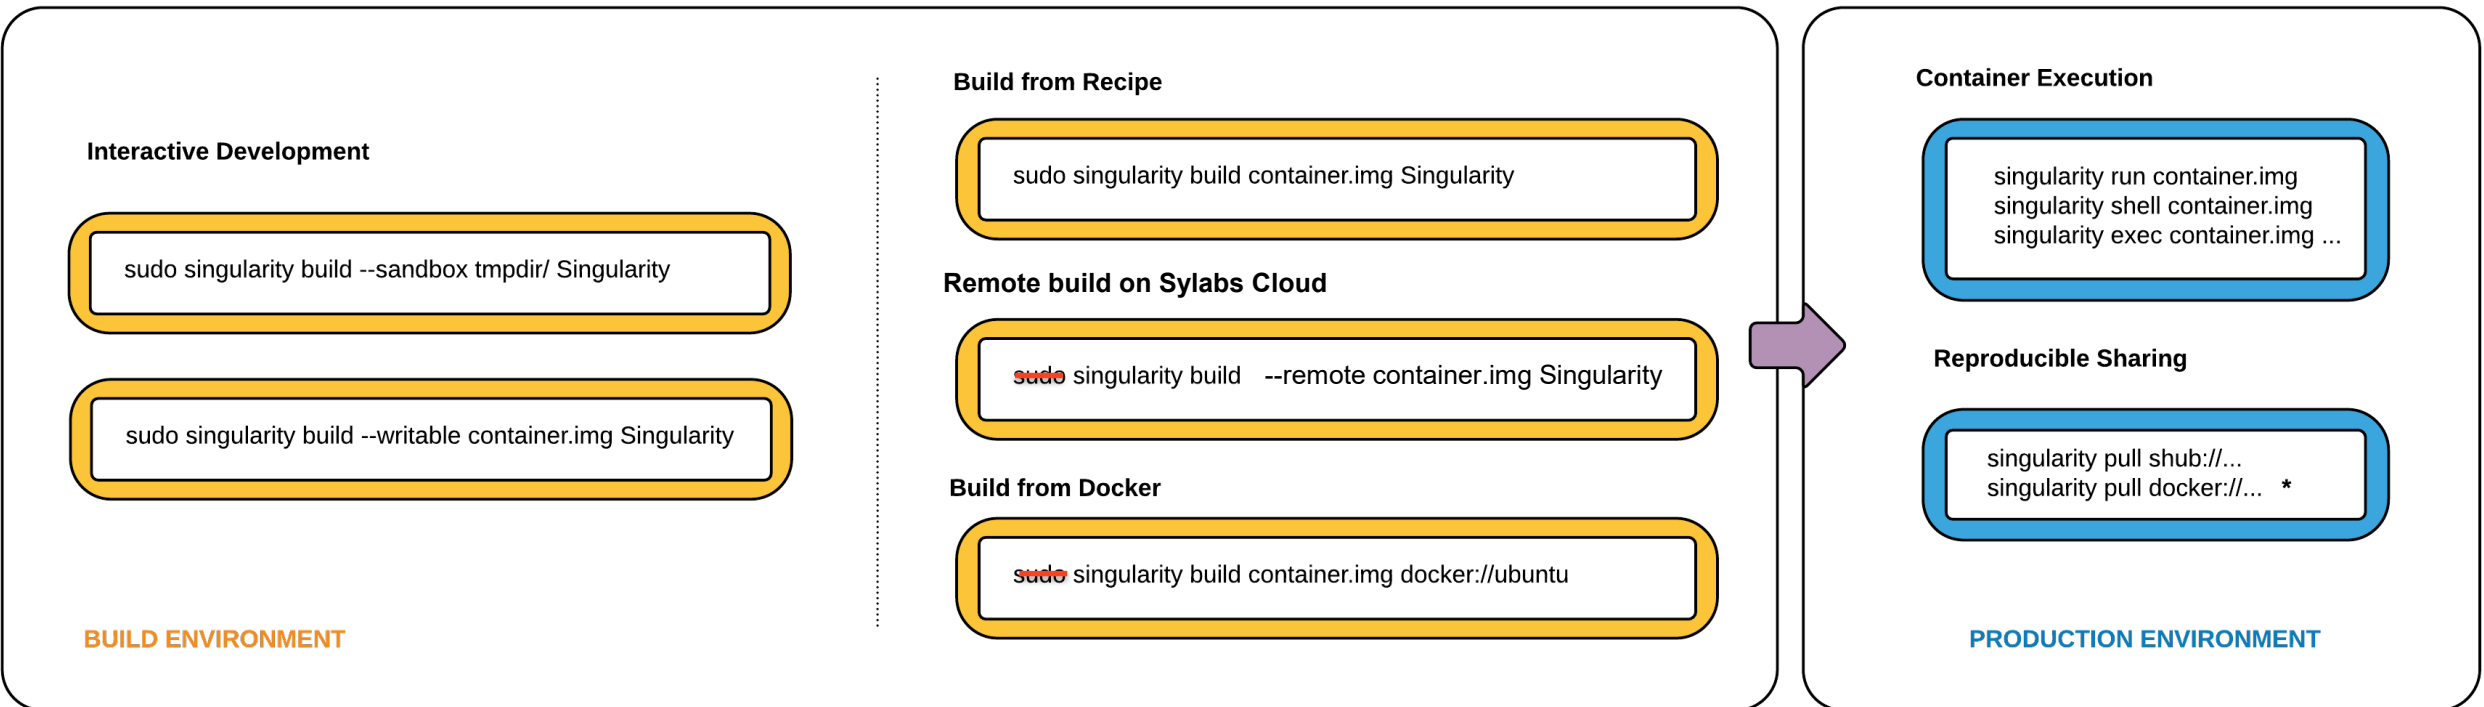 Interactive Development
sudo singularity build --sandbox tmpdir/ Singularity
sudo singularity build --writable container.img Singularity
BUILD ENVIRONMENT
Build from Recipe
sudo singularity build container.img Singularity
Remote build on Sylabs Cloud
sudo singularity build --remote container.img Singularity
Build from Docker
sudo singularity build container.img docker://ubuntu
Container Execution
singularity run container.img
singularity shell container.img
singularity exec container.img ...
Reproducible Sharing
singularity pull shub://...
singularity pull docker://... *
PRODUCTION ENVIRONMENT